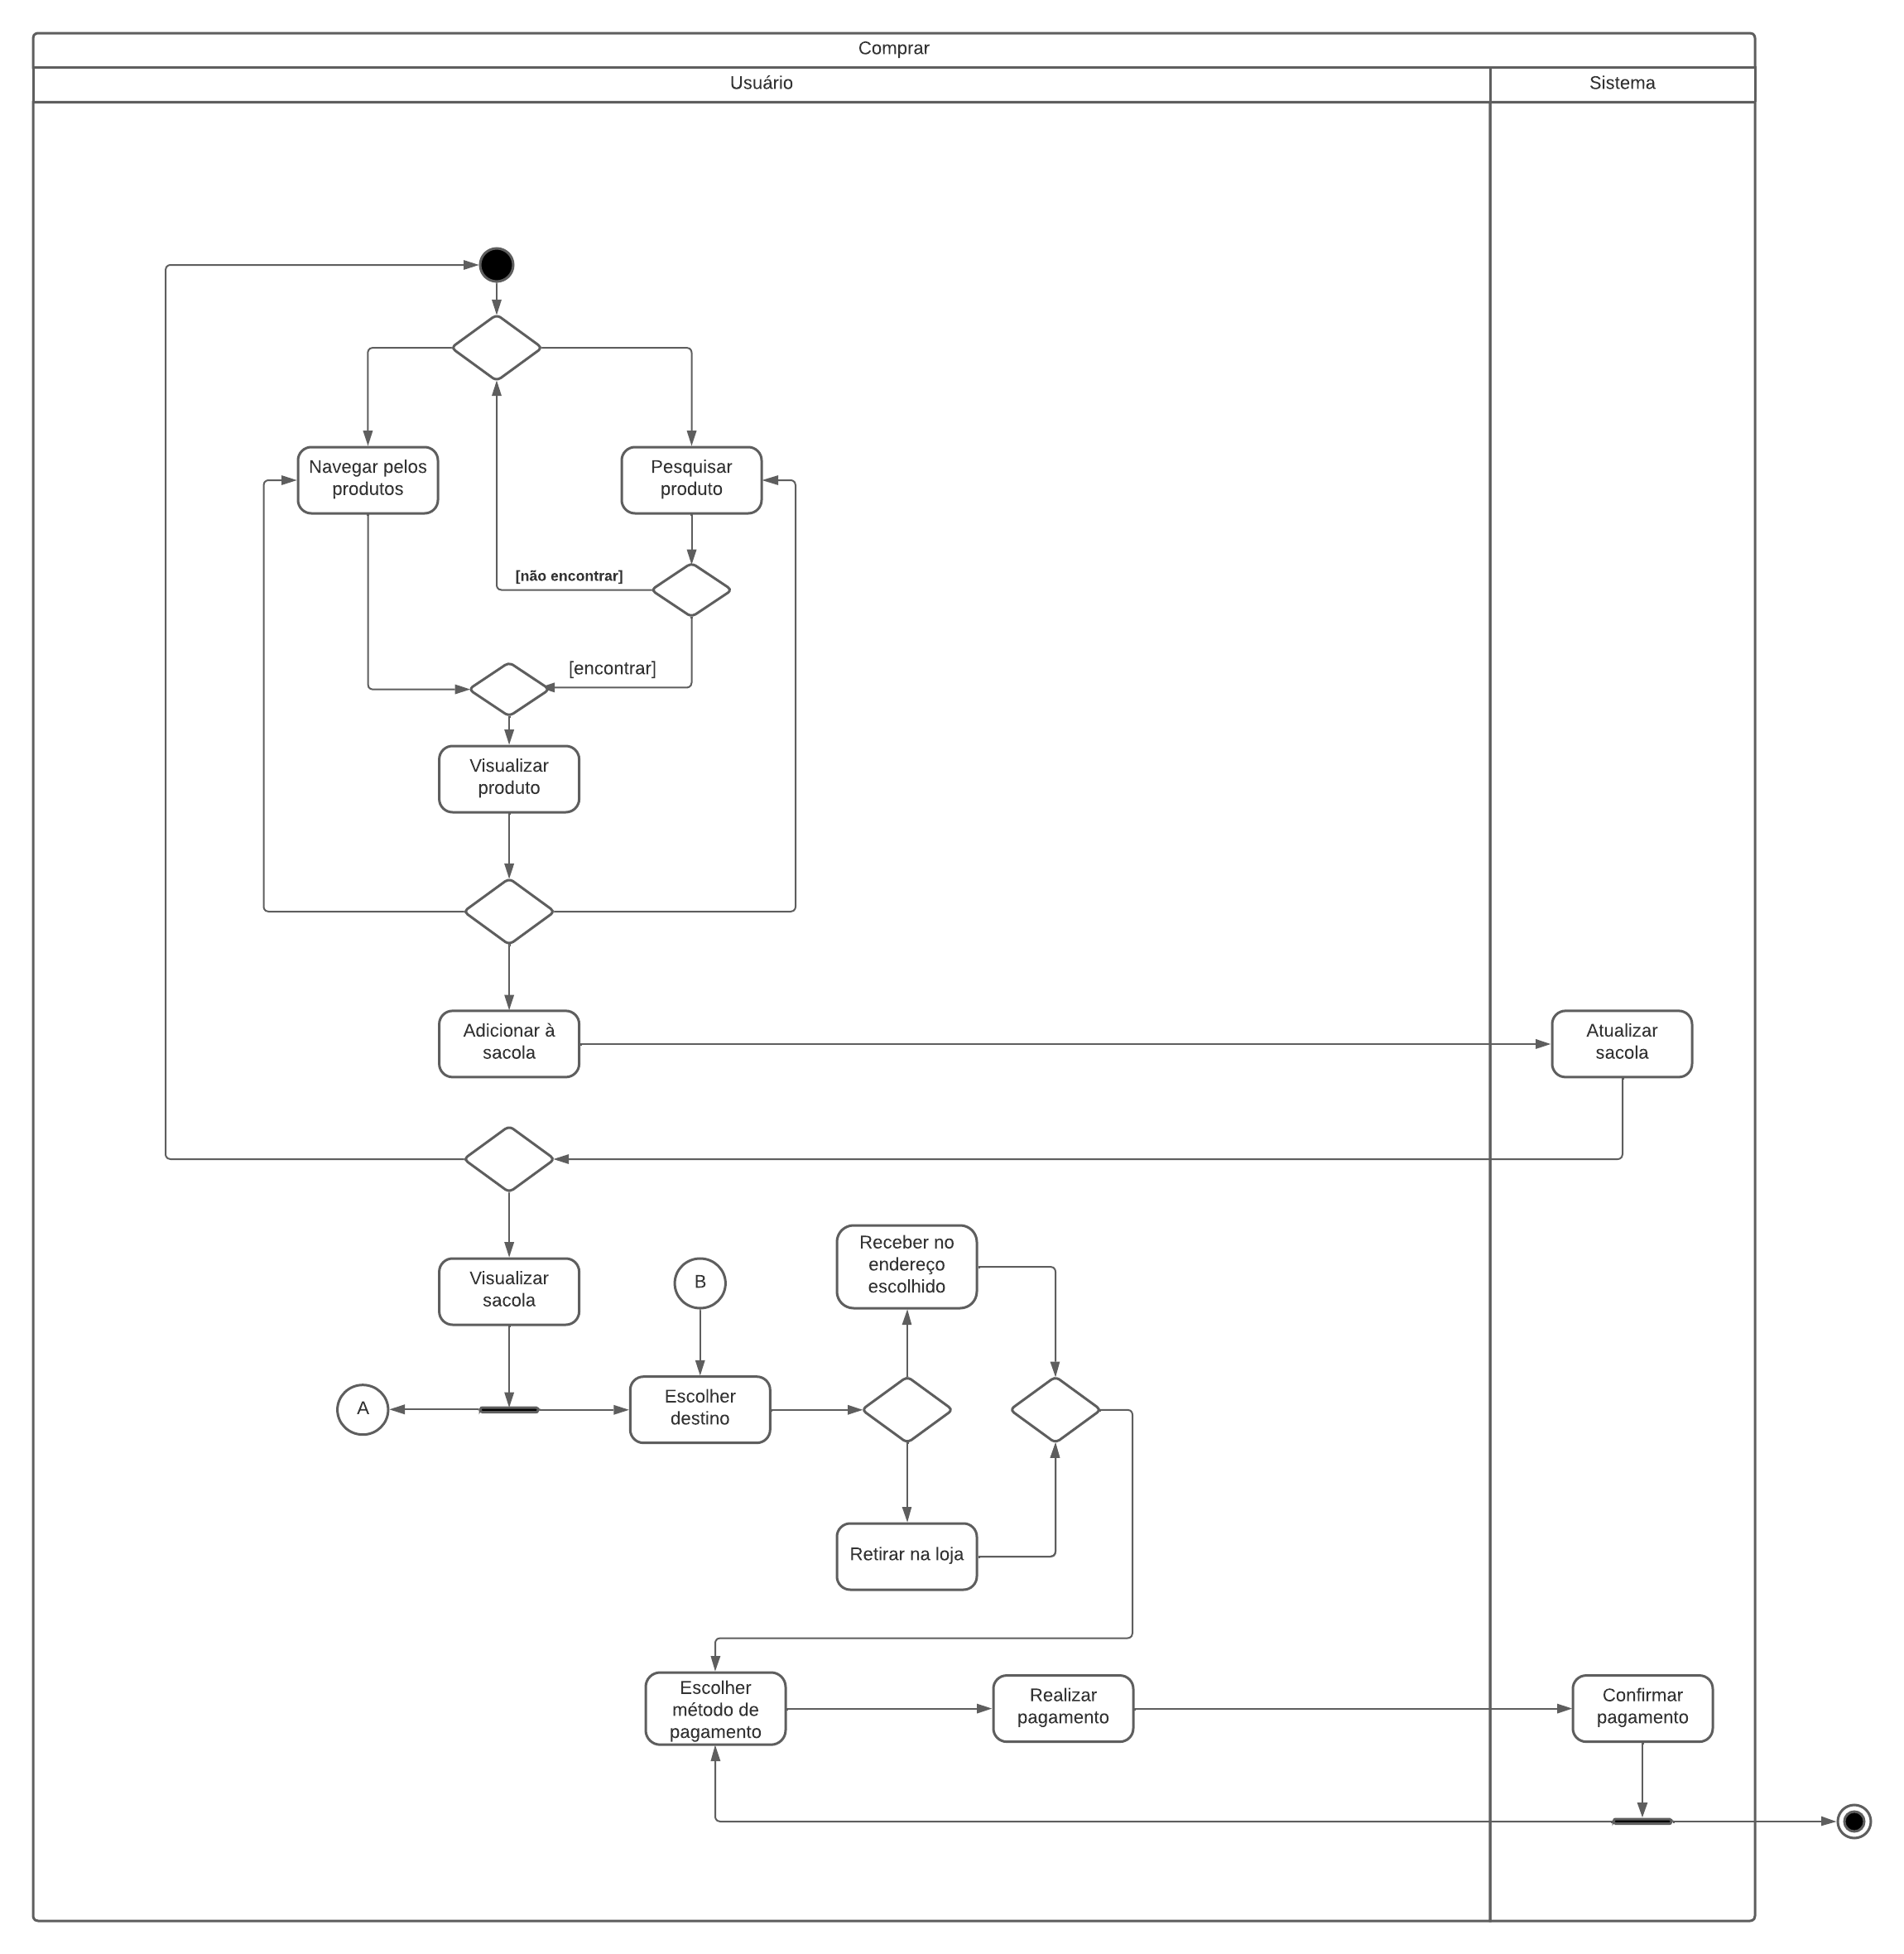 Comprar
Usuário
Sistema
Navegar pelos
produtos
Pesquisar
produto
[não encontrar]
[encontrar]
Visualizar
produto
Adicionar à
sacola
Atualizar
sacola
Visualizar
sacola
B
Receber no
endereço
escolhido
A
Escolher
destino
Retirar na loja
Escolher
método de
pagamento
Realizar
pagamento
Confirmar
pagamento